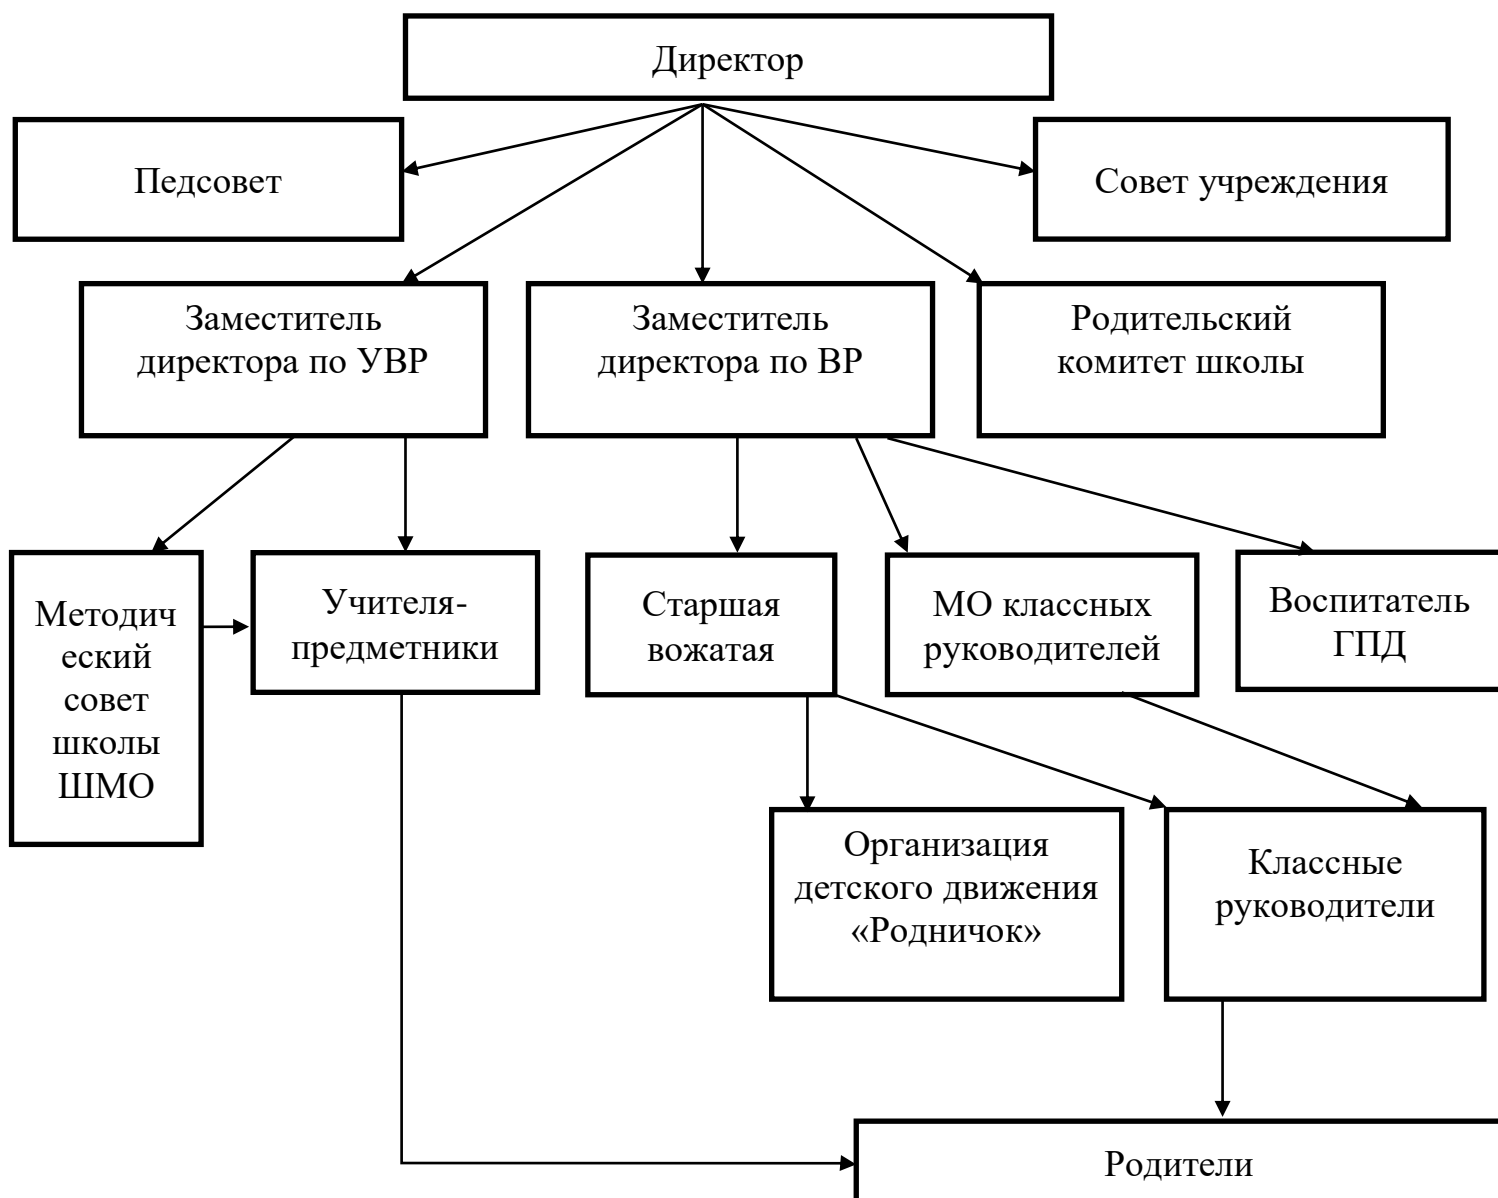 Директор
Педсовет
Совет учреждения
Заместитель
директора по УВР
Заместитель
директора по ВР
Родительский
комитет школы
Методич
еский
совет
школы
ШМО
Учителя-
предметники
Старшая
вожатая
МО классных
руководителей
Воспитатель
ГПД
Организация
детского движения
«Родничок»
Классные
руководители
Родители